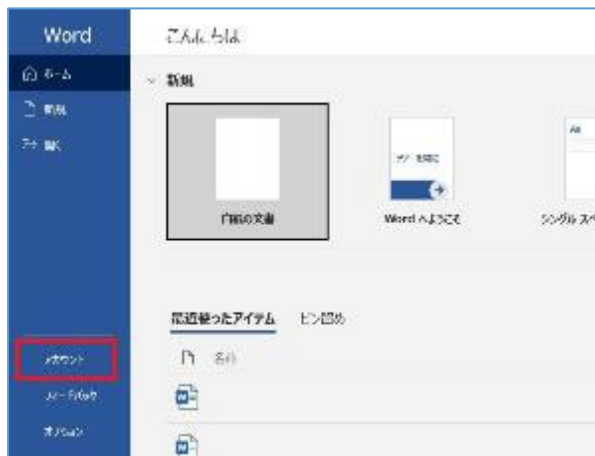 Word
こんにちは
ホーム
新規
新規
開く
白紙の文書
Word へようこそ
最近使ったアイテム
ピン留め
アカウント
名前
フィードバック
オプション